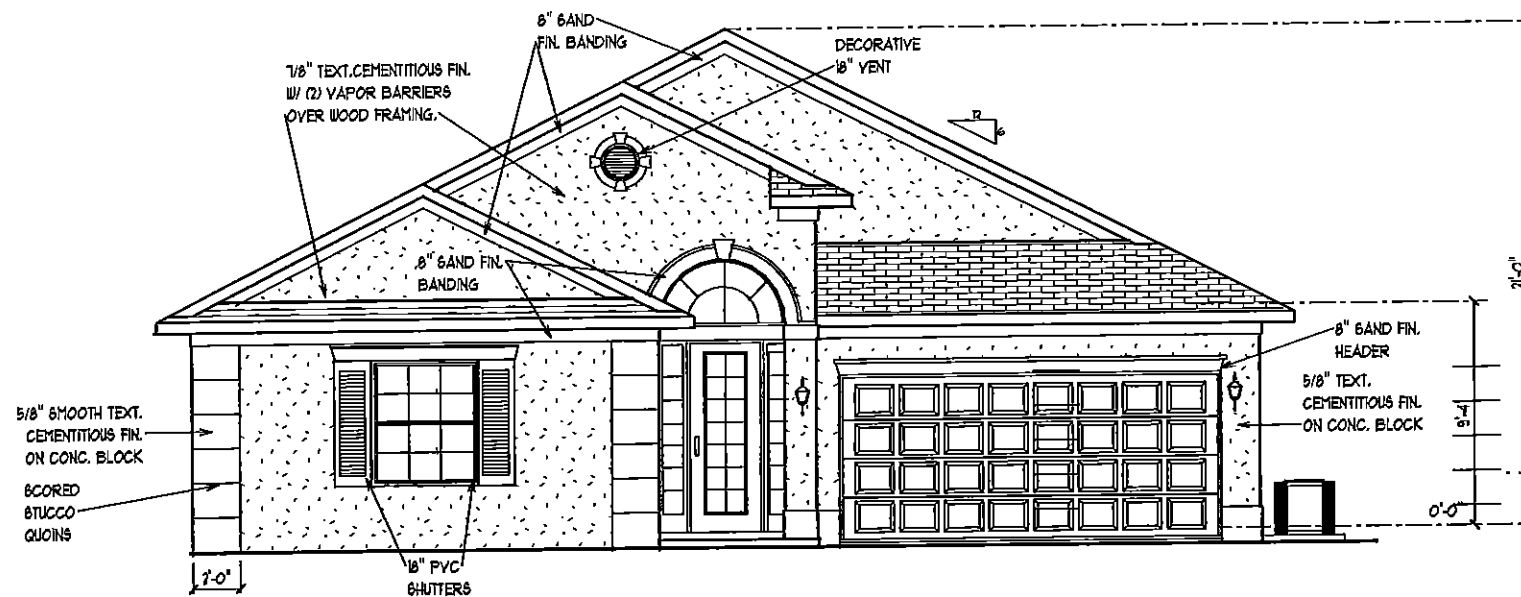 8" SAND
FIN. BANDING
DECORATIVE
18" VENT
7/8" TEXT.CEMENTITIOUS FIN.
W/ (2) VAPOR BARRIERS
OVER WOOD FRAMING.
12
6
8" SAND FIN.
BANDING
8" SAND FIN.
HEADER
5/8" TEXT.
CEMENTITIOUS FIN.
ON CONC. BLOCK
5/8" SMOOTH TEXT.
CEMENTITIOUS FIN.
ON CONC. BLOCK
SCORED
STUCCO
QUOINS
9'-4"
0'-0"
2'-0"
18" PVC
SHUTTERS